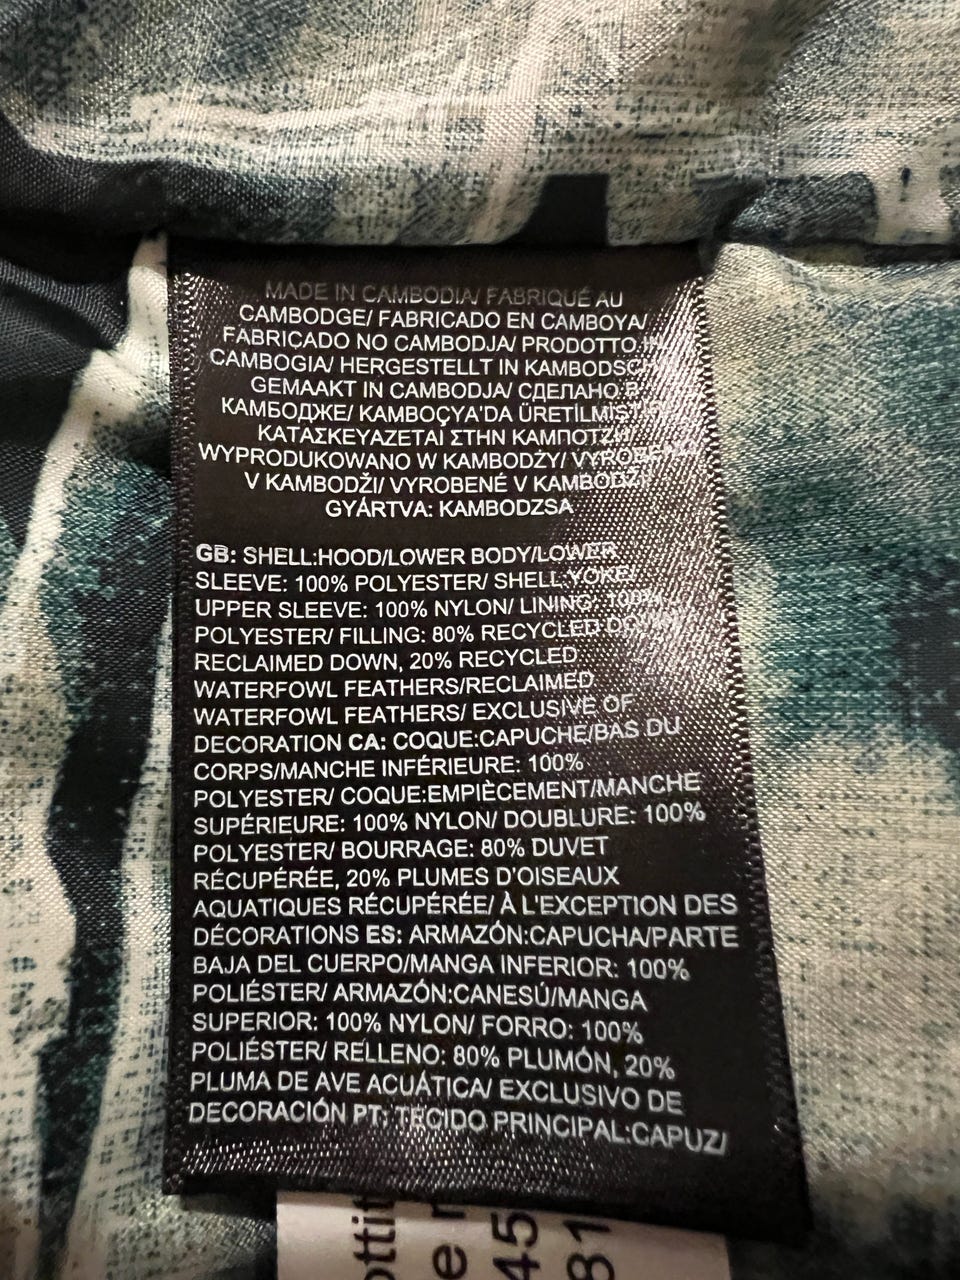 MADE IN CAMBODIA/ FABRIQUÉ AU
CAMBODGE/ FABRICADO EN CAMBOYA/
FABRICADO NO CAMBODJA/ PRODOTTO IN
CAMBOGIA/ HERGESTELLT IN KAMBODSCHA/
GEMAAKT IN CAMBODJA/ СДЕЛАНО В
КАМБОДЖЕ/ KAMBOÇYA'DA ÜRETİLMİŞTİR/
ΚΑΤΑΣΚΕΥΑΖΕΤΑΙ ΣΤΗΝ ΚΑΜΠΟΤΖΗ/
WYPRODUKOWANO W KAMBODŻY/ VYROBENO
V KAMBODŽI/ VYROBENÉ V KAMBODŽI
GYÁRTVA: KAMBODZSA
GB: SHELL:HOOD/LOWER BODY/LOWER
SLEEVE: 100% POLYESTER/ SHELL:YOKE/
UPPER SLEEVE: 100% NYLON/ LINING: 100%
POLYESTER/ FILLING: 80% RECYCLED DOWN/
RECLAIMED DOWN, 20% RECYCLED
WATERFOWL FEATHERS/RECLAIMED
WATERFOWL FEATHERS/ EXCLUSIVE OF
DECORATION CA: COQUE:CAPUCHE/BAS DU
CORPS/MANCHE INFÉRIEURE: 100%
POLYESTER/ COQUE:EMPIÈCEMENT/MANCHE
SUPÉRIEURE: 100% NYLON/ DOUBLURE: 100%
POLYESTER/ BOURRAGE: 80% DUVET
RÉCUPÉRÉE, 20% PLUMES D'OISEAUX
AQUATIQUES RÉCUPÉRÉE/ À L'EXCEPTION DES
DÉCORATIONS ES: ARMAZÓN:CAPUCHA/PARTE
BAJA DEL CUERPO/MANGA INFERIOR: 100%
POLIÉSTER/ ARMAZÓN:CANESÚ/MANGA
SUPERIOR: 100% NYLON/ FORRO: 100%
POLIÉSTER/ RELLENO: 80% PLUMÓN, 20%
PLUMA DE AVE ACUÁTICA/ EXCLUSIVO DE
DECORACIÓN PT: TECIDO PRINCIPAL:CAPUZ/